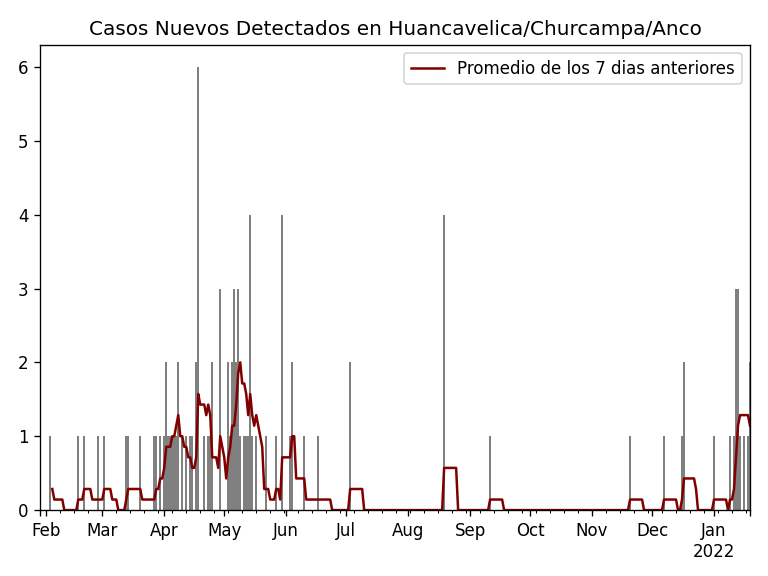 Casos Nuevos Detectados en Huancavelica/Churcampa/Anco
Promedio de los 7 dias anteriores
6
5
4
3
2
1
0
Feb Mar Apr May Jun Jul Aug Sep Oct Nov Dec Jan
2022